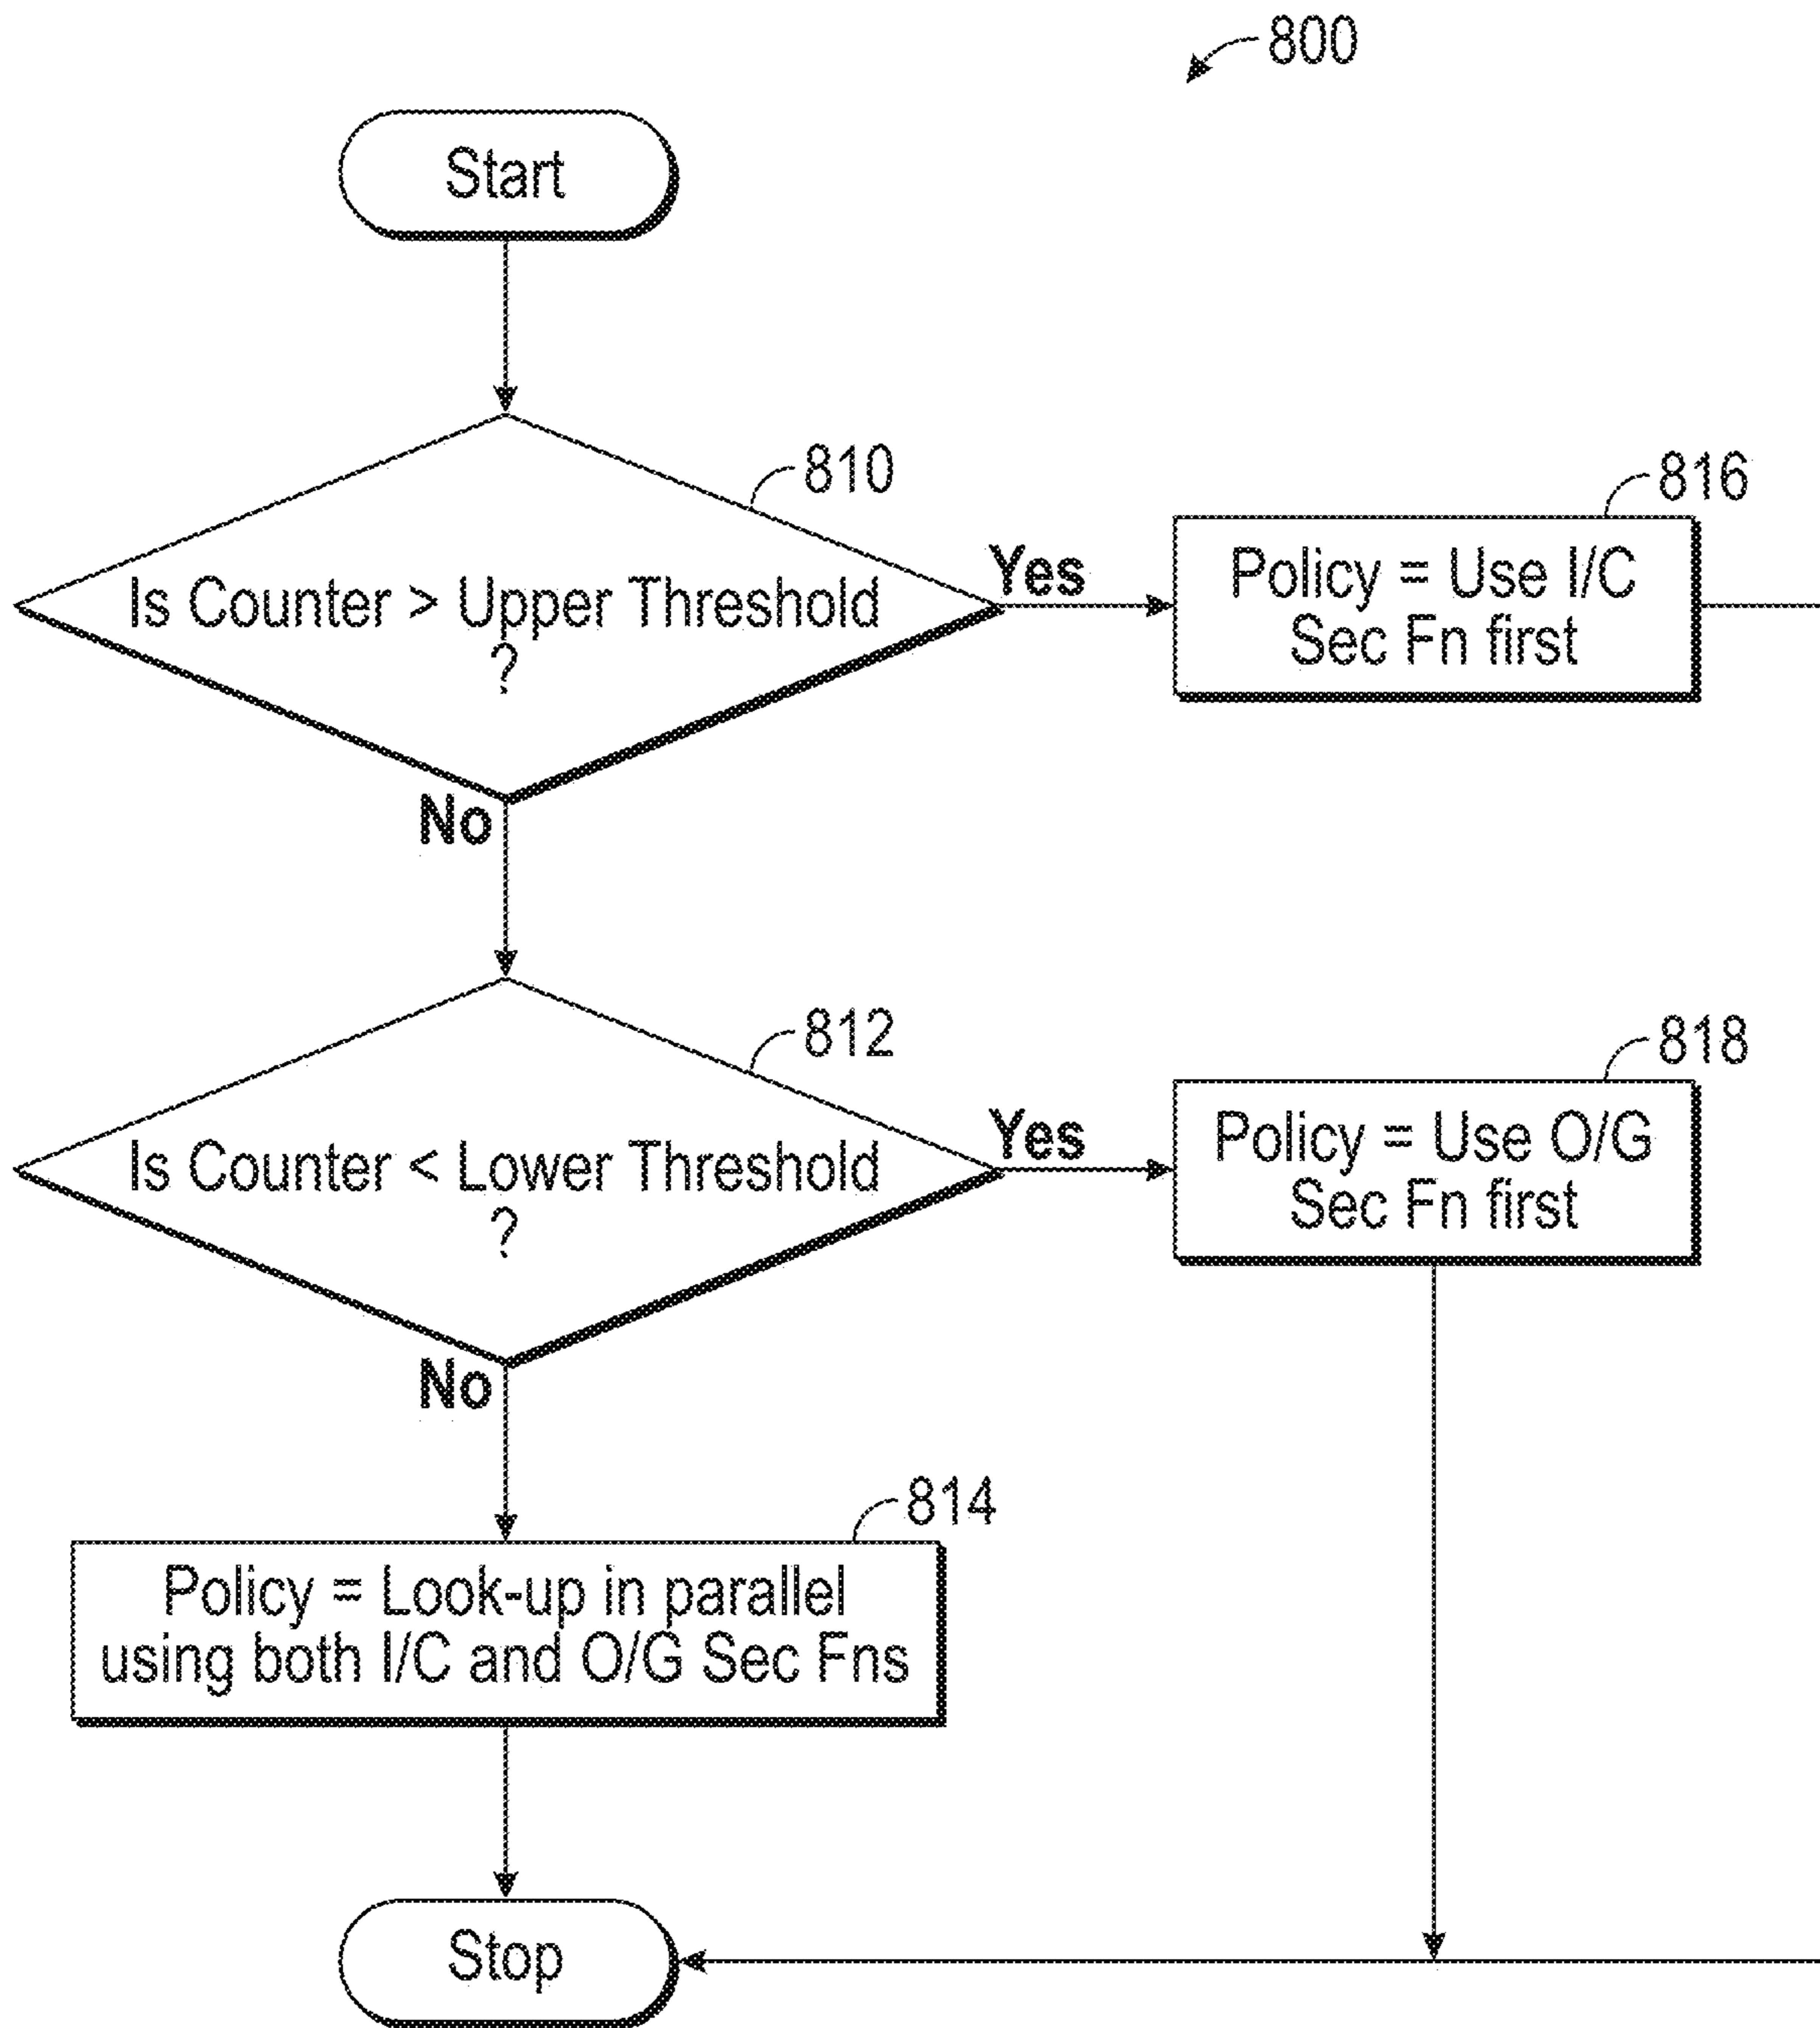 800
Start
810
Is Counter > Upper Threshold
?
Yes
816
Policy = Use I/C
Sec Fn first
No
812
Is Counter < Lower Threshold
?
Yes
818
Policy = Use O/G
Sec Fn first
No
814
Policy = Look-up in parallel
using both I/C and O/G Sec Fns
Stop